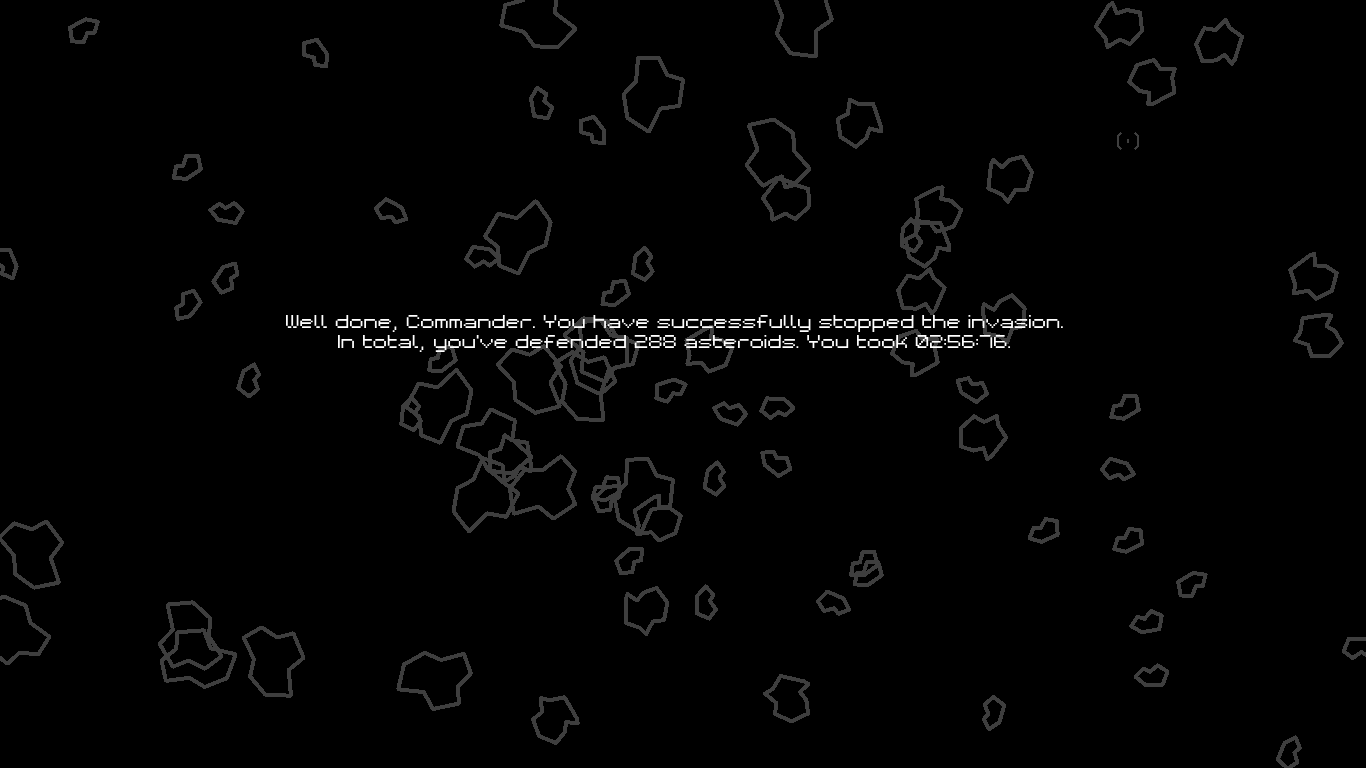 Well done, Commander. You have successfully stopped the invasion.
In total, you've defended 288 asteroids. You took 02:56:76.